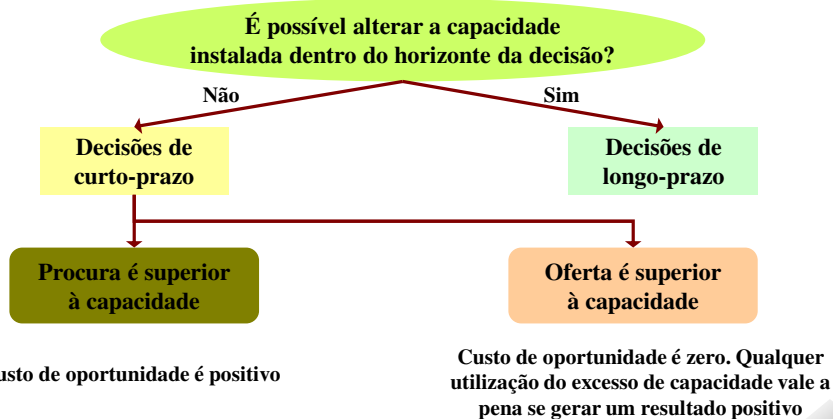 É possível alterar a capacidade
instalada dentro do horizonte da decisão?
Não
Sim
Decisões de
curto-prazo
Decisões de
longo-prazo
Procura é superior
à capacidade
Oferta é superior
à capacidade
usto de oportunidade é positivo
Custo de oportunidade é zero. Qualquer
utilização do excesso de capacidade vale a
pena se gerar um resultado positivo